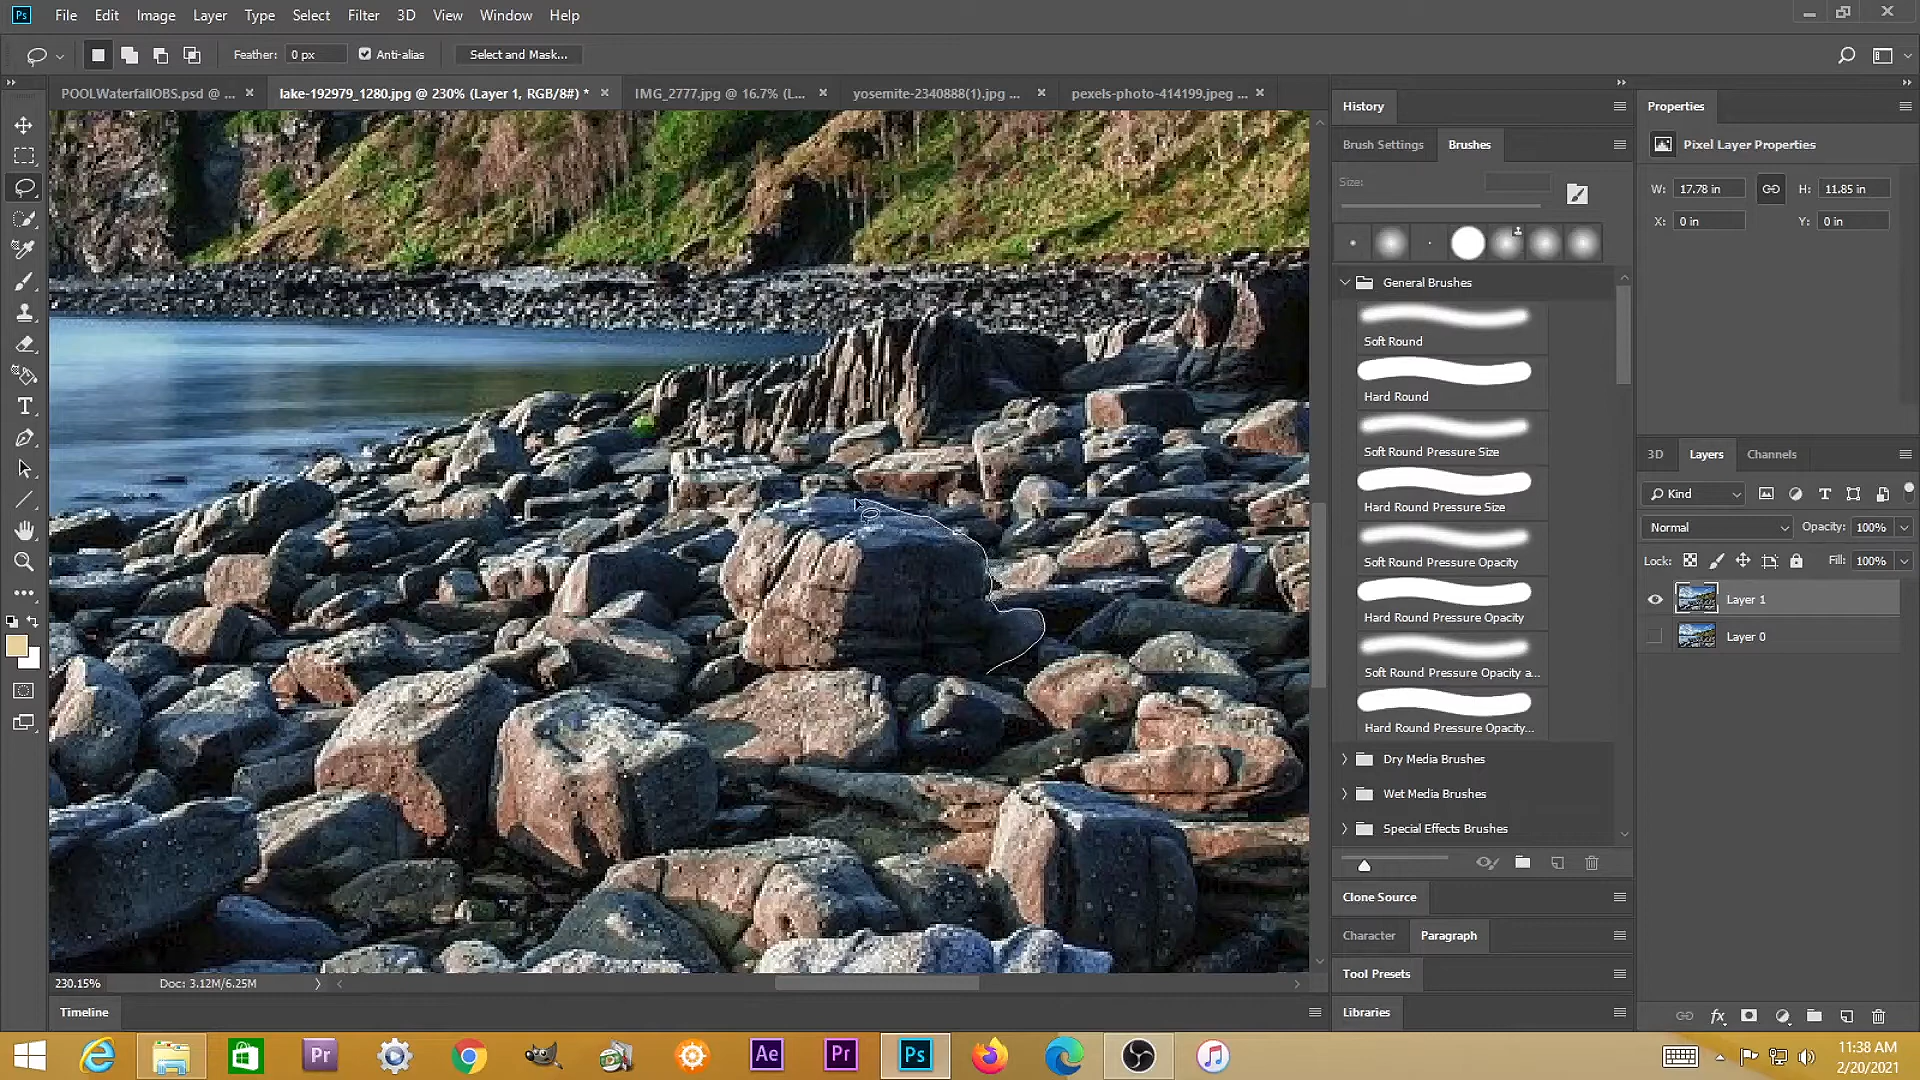 Ps File Edit Image Layer Type Select Filter 3D View Window Help
Feather: 0 px Anti-alias Select and Mask...
POOLWaterfallOBS.psd @ ... lake-192979_1280.jpg @ 230% (Layer 1, RGB/8#) * IMG_2777.jpg @ 16.7% (L... yosemite-2340888(1).jpg ... pexels-photo-414199.jpeg ...
History
Brush Settings Brushes
Size:
General Brushes
Soft Round
Hard Round
Soft Round Pressure Size
Hard Round Pressure Size
Soft Round Pressure Opacity
Hard Round Pressure Opacity
Soft Round Pressure Opacity a...
Hard Round Pressure Opacity...
Dry Media Brushes
Wet Media Brushes
Special Effects Brushes
Clone Source
Character Paragraph
Tool Presets
Libraries
Properties
Pixel Layer Properties
W: 17.78 in H: 11.85 in
X: 0 in Y: 0 in
3D Layers Channels
Kind
Normal Opacity: 100%
Lock: Fill: 100%
Layer 1
Layer 0
230.15% Doc: 3.12M/6.25M
Timeline
Pr Ae Pr Ps
11:38 AM
2/20/2021